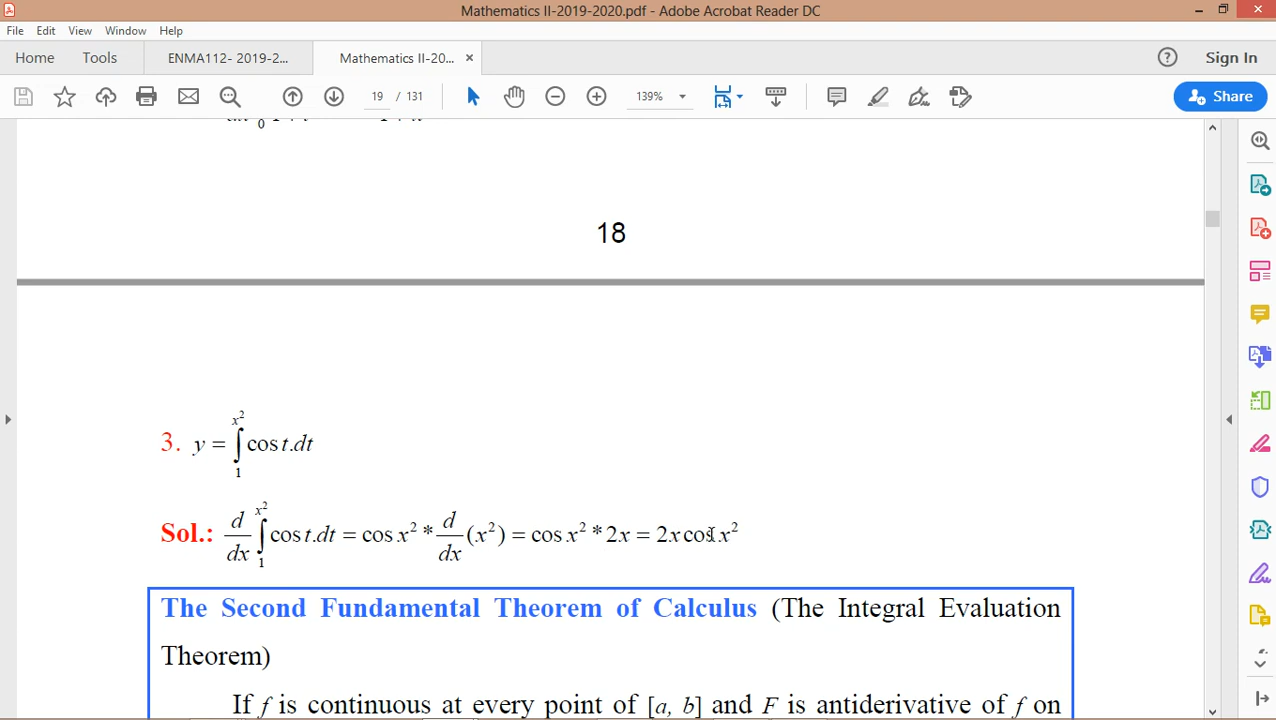 Mathematics II-2019-2020.pdf - Adobe Acrobat Reader DC
File Edit View Window Help
Home Tools ENMA112- 2019-2... Mathematics II-20... × Sign In
19 / 131 139% Share
18
3. y = ∫₁^{x²} cos t.dt
Sol.: d/dx ∫₁^{x²} cos t.dt = cos x² * d/dx (x²) = cos x² * 2x = 2x cos x²
The Second Fundamental Theorem of Calculus (The Integral Evaluation
Theorem)
If f is continuous at every point of [a, b] and F is antiderivative of f on